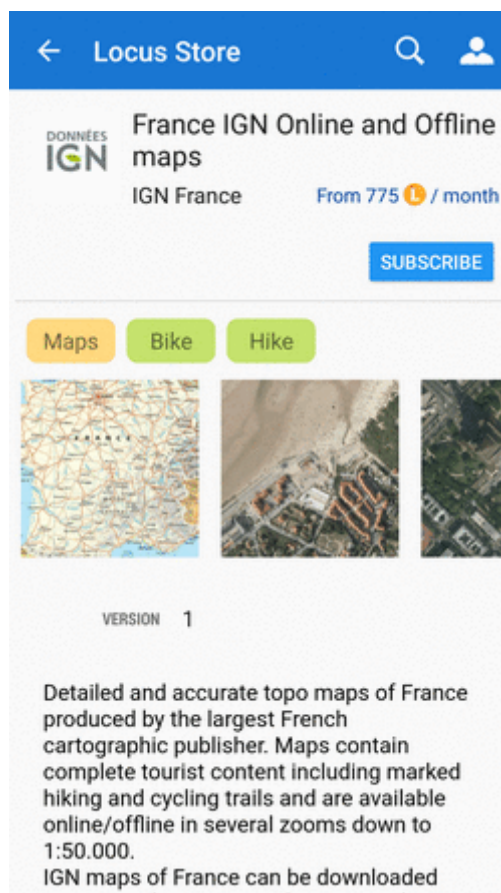 Locus Store
DONNÉES
IGN
France IGN Online and Offline
maps
IGN France
From 775 L / month
SUBSCRIBE
Maps
Bike
Hike
FRANCE
VERSION 1
Detailed and accurate topo maps of France
produced by the largest French
cartographic publisher. Maps contain
complete tourist content including marked
hiking and cycling trails and are available
online/offline in several zooms down to
1:50.000.
IGN maps of France can be downloaded